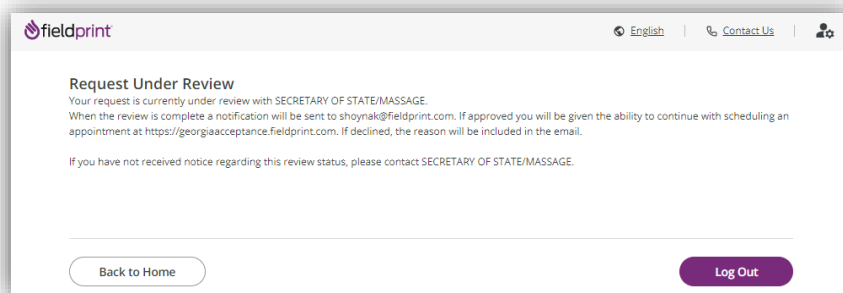 fieldprint
English
Contact Us
Request Under Review
Your request is currently under review with SECRETARY OF STATE/MASSAGE.
When the review is complete a notification will be sent to shoynak@fieldprint.com. If approved you will be given the ability to continue with scheduling an
appointment at https://georgiaacceptance.fieldprint.com. If declined, the reason will be included in the email.
If you have not received notice regarding this review status, please contact SECRETARY OF STATE/MASSAGE.
Back to Home
Log Out